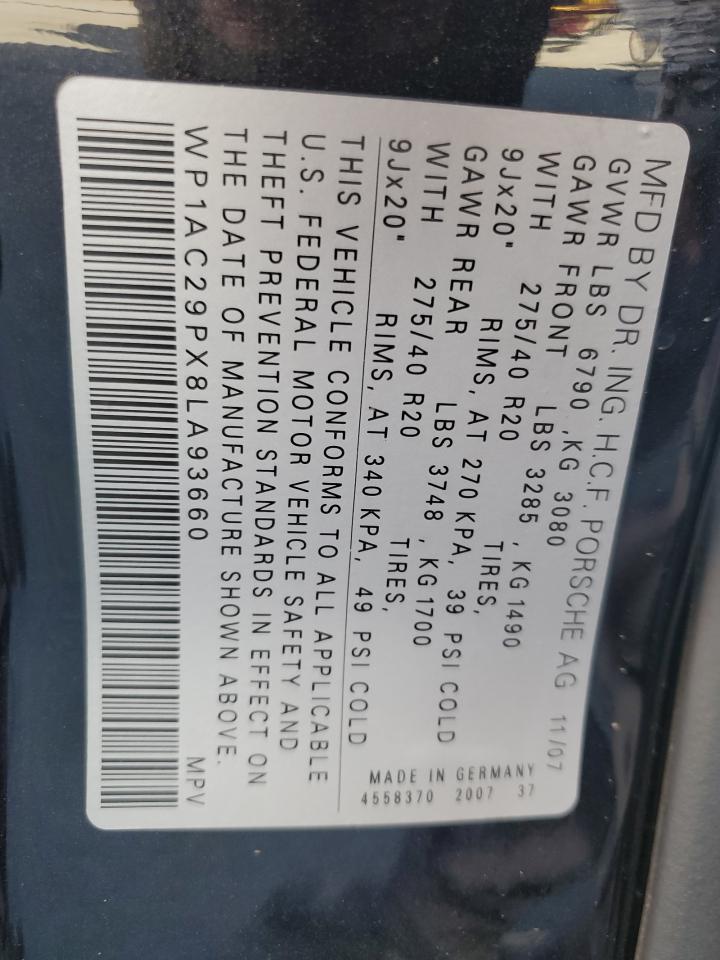 MFD BY DR. ING. H.C.F. PORSCHE AG 11/07
GVWR LBS 6790 ,KG 3080
GAWR FRONT LBS 3285 , KG 1490
WITH 275/40 R20 TIRES,
9Jx20" RIMS, AT 270 KPA, 39 PSI COLD
GAWR REAR LBS 3748 , KG 1700
WITH 275/40 R20 TIRES,
9Jx20" RIMS, AT 340 KPA, 49 PSI COLD
MADE IN GERMANY
4558370 2007 37
THIS VEHICLE CONFORMS TO ALL APPLICABLE
U.S. FEDERAL MOTOR VEHICLE SAFETY AND
THEFT PREVENTION STANDARDS IN EFFECT ON
THE DATE OF MANUFACTURE SHOWN ABOVE.
WP1AC29PX8LA93660 MPV